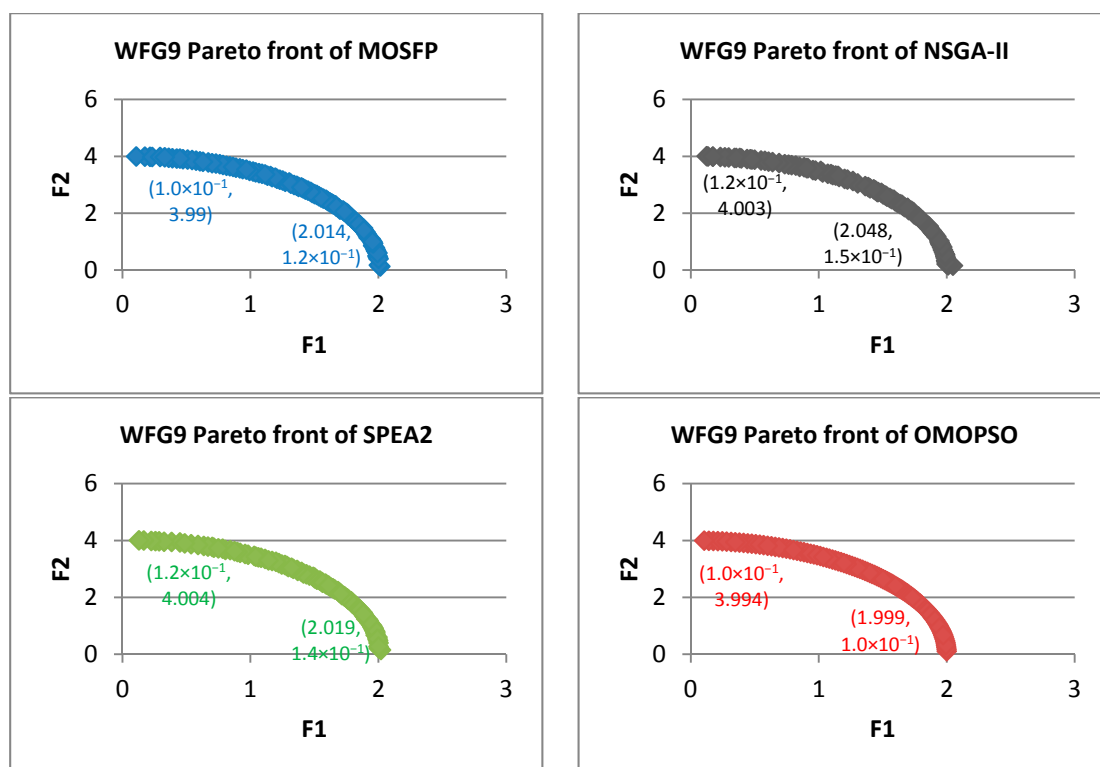 WFG9 Pareto front of MOSFP
6
4
2
0
F2
(1.0×10⁻¹,
3.99)
(2.014,
1.2×10⁻¹)
0 1 2 3
F1
WFG9 Pareto front of NSGA-II
6
4
2
0
F2
(1.2×10⁻¹,
4.003)
(2.048,
1.5×10⁻¹)
0 1 2 3
F1
WFG9 Pareto front of SPEA2
6
4
2
0
F2
(1.2×10⁻¹,
4.004)
(2.019,
1.4×10⁻¹)
0 1 2 3
F1
WFG9 Pareto front of OMOPSO
6
4
2
0
F2
(1.0×10⁻¹,
3.994)
(1.999,
1.0×10⁻¹)
0 1 2 3
F1